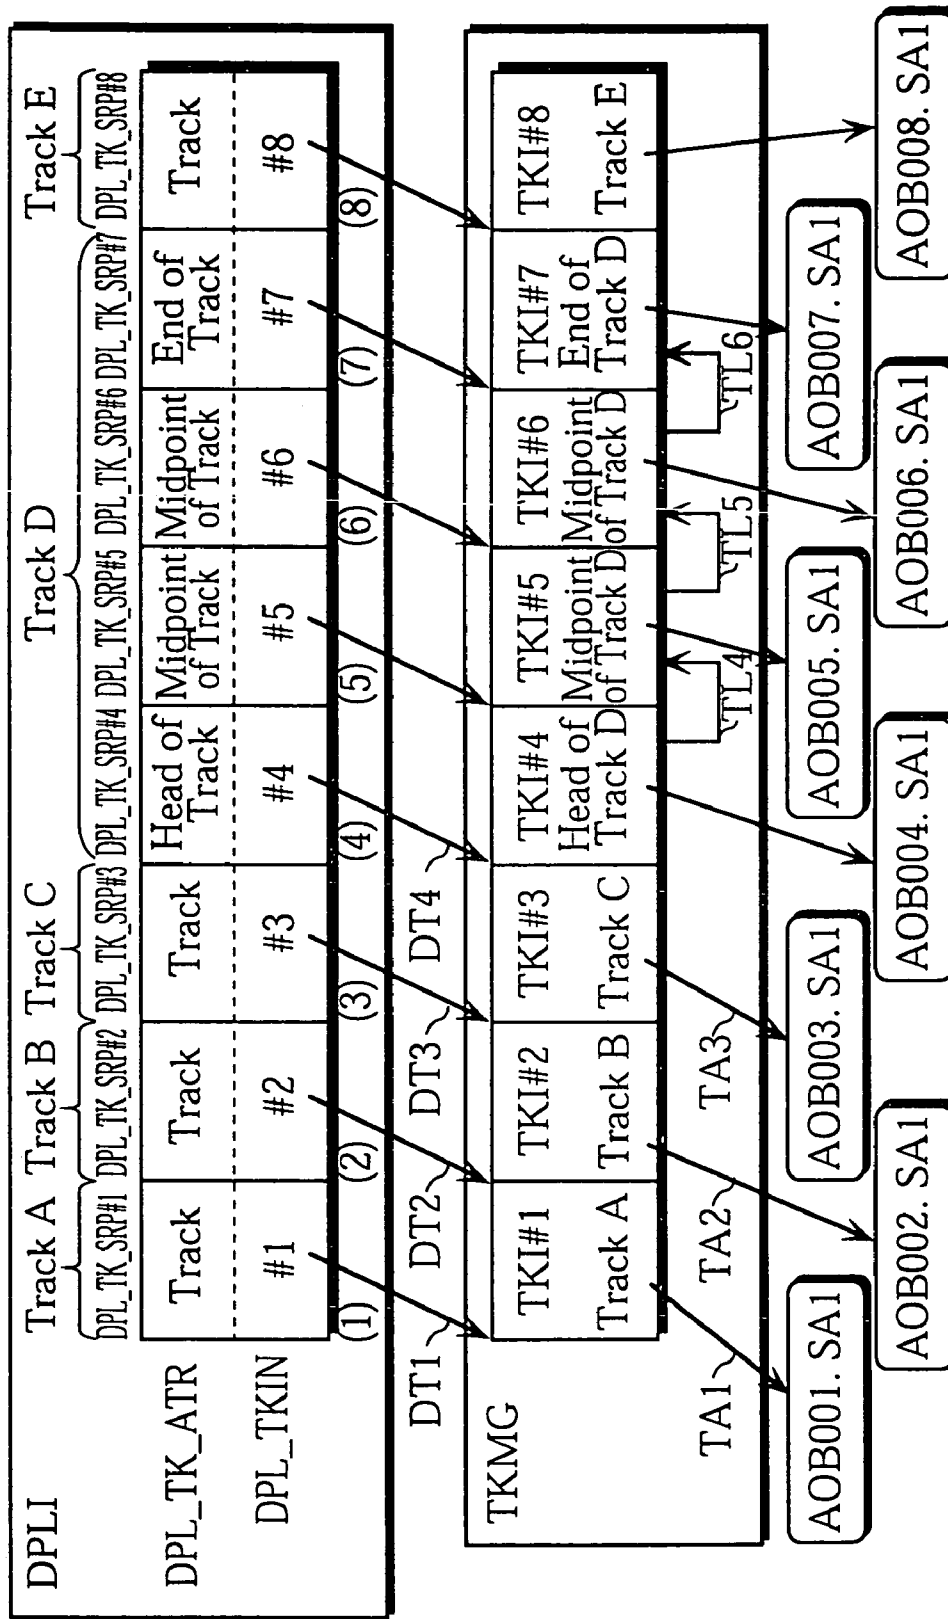 DPLI
Track A Track B Track C Track D Track E
DPL_TK_SRP#1 DPL_TK_SRP#2 DPL_TK_SRP#3 DPL_TK_SRP#4 DPL_TK_SRP#5 DPL_TK_SRP#6 DPL_TK_SRP#7 DPL_TK_SRP#8
DPL_TK_ATR
Track
Track
Track
Head of
Track
Midpoint
of Track
Midpoint
of Track
End of
Track
Track
DPL_TKIN
#1 #2 #3 #4 #5 #6 #7 #8
(1) (2) (3) (4) (5) (6) (7) (8)
DT1 DT2 DT3 DT4
TKMG
TKI#1
Track A
TKI#2
Track B
TKI#3
Track C
TKI#4
Head of
Track D
TKI#5
Midpoint
of Track D
TKI#6
Midpoint
of Track D
TKI#7
End of
Track D
TKI#8
Track E
TA1 TA2 TA3 TL4 TL5 TL6
AOB001. SA1 AOB003. SA1 AOB005. SA1 AOB007. SA1
AOB002. SA1 AOB004. SA1 AOB006. SA1 AOB008. SA1